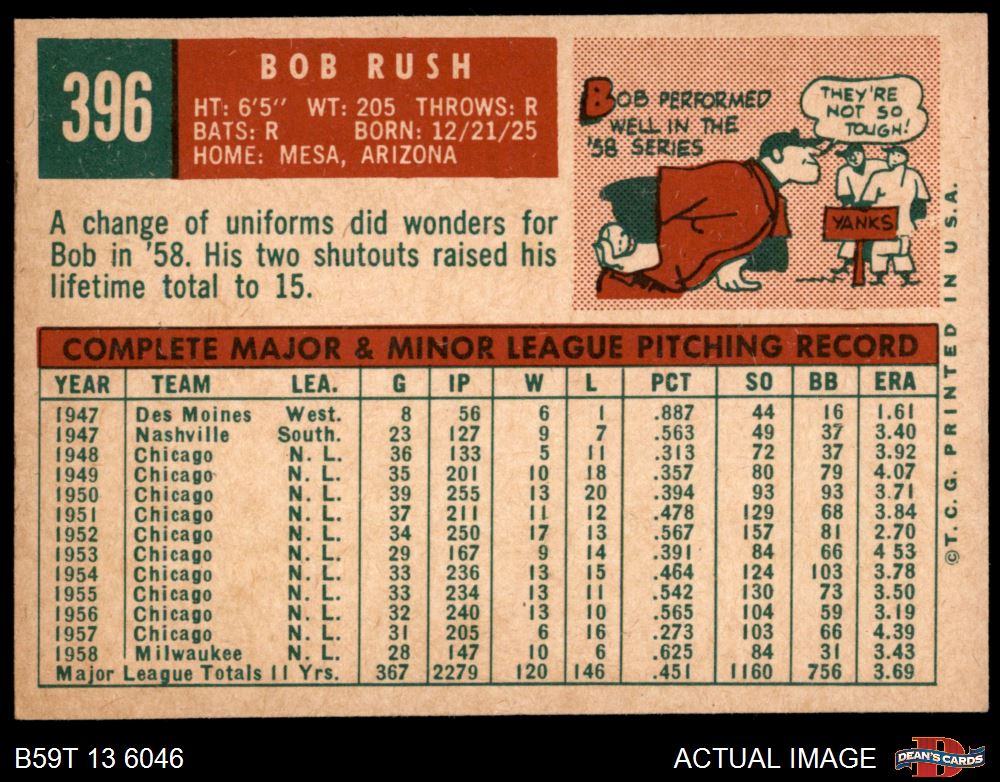 396
BOB RUSH
HT: 6'5" WT: 205 THROWS: R
BATS: R BORN: 12/21/25
HOME: MESA, ARIZONA
BOB PERFORMED
WELL IN THE
'58 SERIES
THEY'RE
NOT SO
TOUGH!
YANKS
A change of uniforms did wonders for
Bob in '58. His two shutouts raised his
lifetime total to 15.
COMPLETE MAJOR & MINOR LEAGUE PITCHING RECORD
YEAR TEAM LEA. G IP W L PCT SO BB ERA
1947 Des Moines West. 8 56 6 1 .887 44 16 1.61
1947 Nashville South. 23 127 9 7 .563 49 37 3.40
1948 Chicago N. L. 36 133 5 11 .313 72 37 3.92
1949 Chicago N. L. 35 201 10 18 .357 80 79 4.07
1950 Chicago N. L. 39 255 13 20 .394 93 93 3.71
1951 Chicago N. L. 37 211 11 12 .478 129 68 3.84
1952 Chicago N. L. 34 250 17 13 .567 157 81 2.70
1953 Chicago N. L. 29 167 9 14 .391 84 66 4 53
1954 Chicago N. L. 33 236 13 15 .464 124 103 3.78
1955 Chicago N. L. 33 234 13 11 .542 130 73 3.50
1956 Chicago N. L. 32 240 13 10 .565 104 59 3.19
1957 Chicago N. L. 31 205 6 16 .273 103 66 4.39
1958 Milwaukee N. L. 28 147 10 6 .625 84 31 3.43
Major League Totals 11 Yrs. 367 2279 120 146 .451 1160 756 3.69
©T. C. G. PRINTED IN U.S.A.
B59T 13 6046
ACTUAL IMAGE
D
DEAN'S CARDS